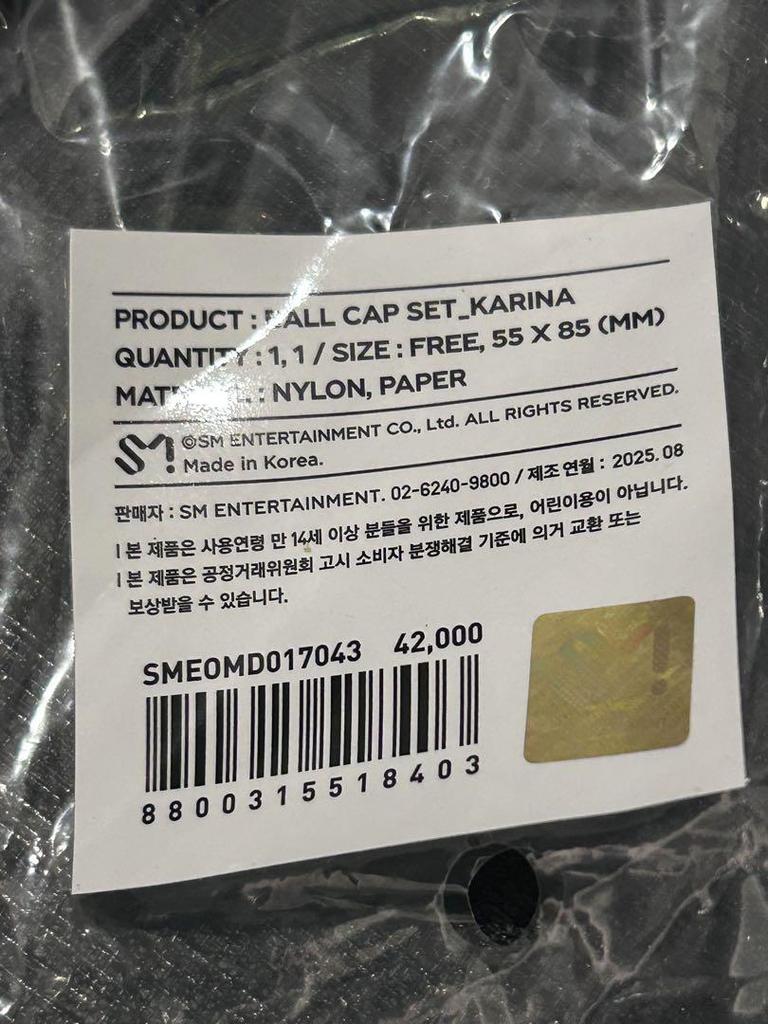 PRODUCT : BALL CAP SET_KARINA
QUANTITY : 1, 1 / SIZE : FREE, 55 X 85 (MM)
MATERIAL : NYLON, PAPER
SM! ©SM ENTERTAINMENT CO., Ltd. ALL RIGHTS RESERVED.
Made in Korea.
판매자 : SM ENTERTAINMENT. 02-6240-9800 / 제조연월 : 2025. 08
| 본 제품은 사용연령 만 14세 이상 분들을 위한 제품으로, 어린이용이 아닙니다.
| 본 제품은 공정거래위원회 고시 소비자 분쟁해결 기준에 의거 교환 또는
보상받을 수 있습니다.
SMEOMD017043 42,000
8800315518403